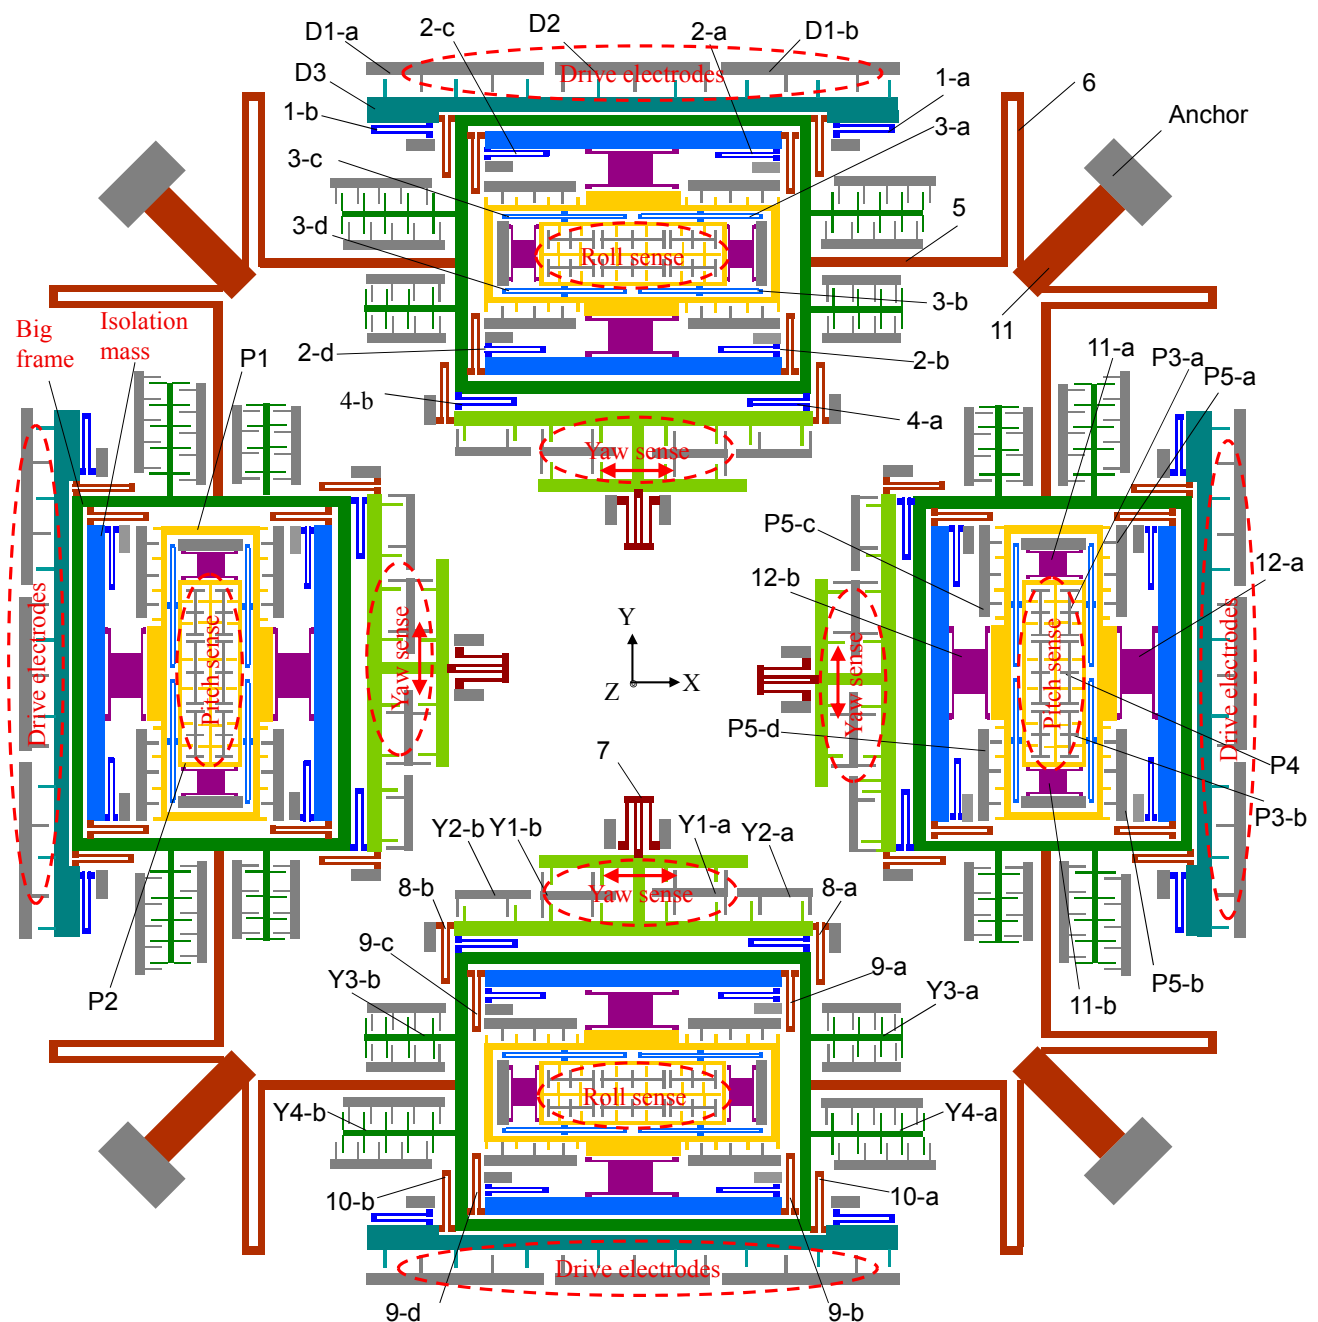 D1-a
2-c
D2
2-a
D1-b
D3
Drive electrodes
1-a
6
1-b
Anchor
3-a
3-c
5
3-d
Roll sense
3-b
11
Big
frame
Isolation
mass
P1
2-d
2-b
11-a
P3-a
P5-a
4-b
4-a
Yaw sense
P5-c
12-b
12-a
Drive electrodes
Pitch sense
Yaw sense
Y
X
Z
Yaw sense
Pitch sense
Drive electrodes
P5-d
7
P4
P3-b
Y2-b
Y1-b
Y1-a
Y2-a
8-b
Yaw sense
8-a
9-c
9-a
Y3-b
Y3-a
P2
11-b
P5-b
Roll sense
Y4-b
Y4-a
10-b
10-a
Drive electrodes
9-d
9-b